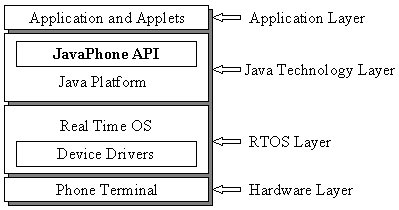 Application and Applets
Application Layer
JavaPhone API
Java Platform
Java Technology Layer
Real Time OS
Device Drivers
RTOS Layer
Phone Terminal
Hardware Layer